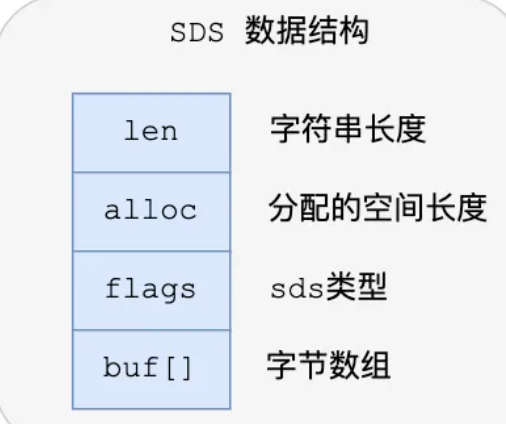 SDS 数据结构
len 字符串长度
alloc 分配的空间长度
flags sds类型
buf[] 字节数组